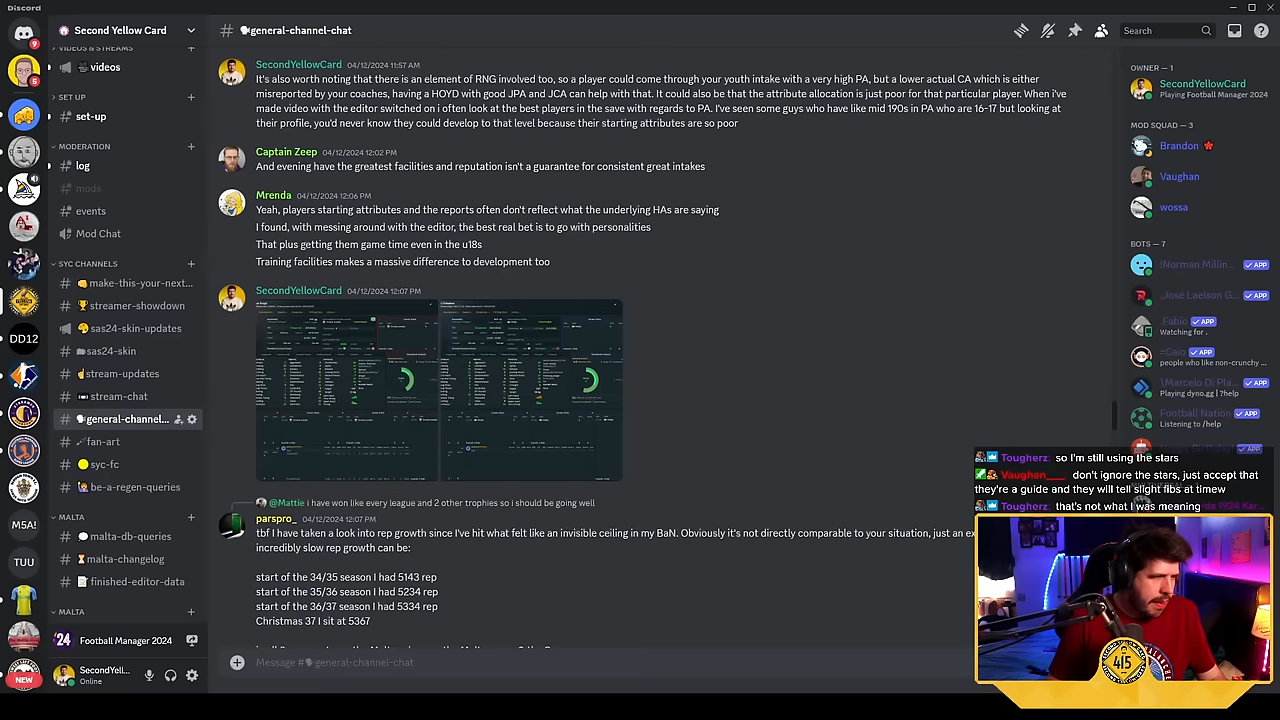 Discord
Second Yellow Card
🗣general-channel-chat
Search
VIDEOS & STREAMS
videos
SET UP
set-up
MODERATION
log
mods
events
Mod Chat
SYC CHANNELS
make-this-your-next...
streamer-showdown
sas24-skin-updates
sas24-skin
stream-updates
stream-chat
general-channel...
fan-art
syc-fc
be-a-regen-queries
MALTA
malta-db-queries
malta-changelog
finished-editor-data
MALTA
Football Manager 2024
SecondYell...
Online
9
5
DD12
M5A!
TUU
NEW
'24
SecondYellowCard 04/12/2024 11:57 AM
It's also worth noting that there is an element of RNG involved too, so a player could come through your youth intake with a very high PA, but a lower actual CA which is either
misreported by your coaches, having a HOYD with good JPA and JCA can help with that. It could also be that the attribute allocation is just poor for that particular player. When i've
made video with the editor switched on i often look at the best players in the save with regards to PA. I've seen some guys who have like mid 190s in PA who are 16-17 but looking at
their profile, you'd never know they could develop to that level because their starting attributes are so poor
Captain Zeep 04/12/2024 12:02 PM
And evening have the greatest facilities and reputation isn't a guarantee for consistent great intakes
Mrenda 04/12/2024 12:06 PM
Yeah, players starting attributes and the reports often don't reflect what the underlying HAs are saying
I found, with messing around with the editor, the best real bet is to go with personalities
That plus getting them game time even in the u18s
Training facilities makes a massive difference to development too
SecondYellowCard 04/12/2024 12:07 PM
@Mattie i have won like every league and 2 other trophies so i should be going well
parspro_ 04/12/2024 12:07 PM
tbf I have taken a look into rep growth since I've hit what felt like an invisible ceiling in my BaN. Obviously it's not directly comparable to your situation, just an ex
incredibly slow rep growth can be:
start of the 34/35 season I had 5143 rep
start of the 35/36 season I had 5234 rep
start of the 36/37 season I had 5334 rep
Christmas 37 I sit at 5367
Message #🗣general-channel-chat
OWNER — 1
SecondYellowCard
Playing Football Manager 2024
MOD SQUAD — 3
Brandon
Vaughan
wossa
BOTS — 7
!Norman Millin... APP
.José Laelson G... APP
.Fabio APP
Watching for .
=Caio APP
people who like non-crunchy ...
\Marcelo Di Pla... APP
Playing dyno.gg | ?help
Football Nation APP
Listening to /help
APP
Tougherz: so I'm still using the stars
Vaughan____: don't ignore the stars, just accept that
they're a guide and they will tell small fibs at timew
Tougherz: that's not what I was meaning
415